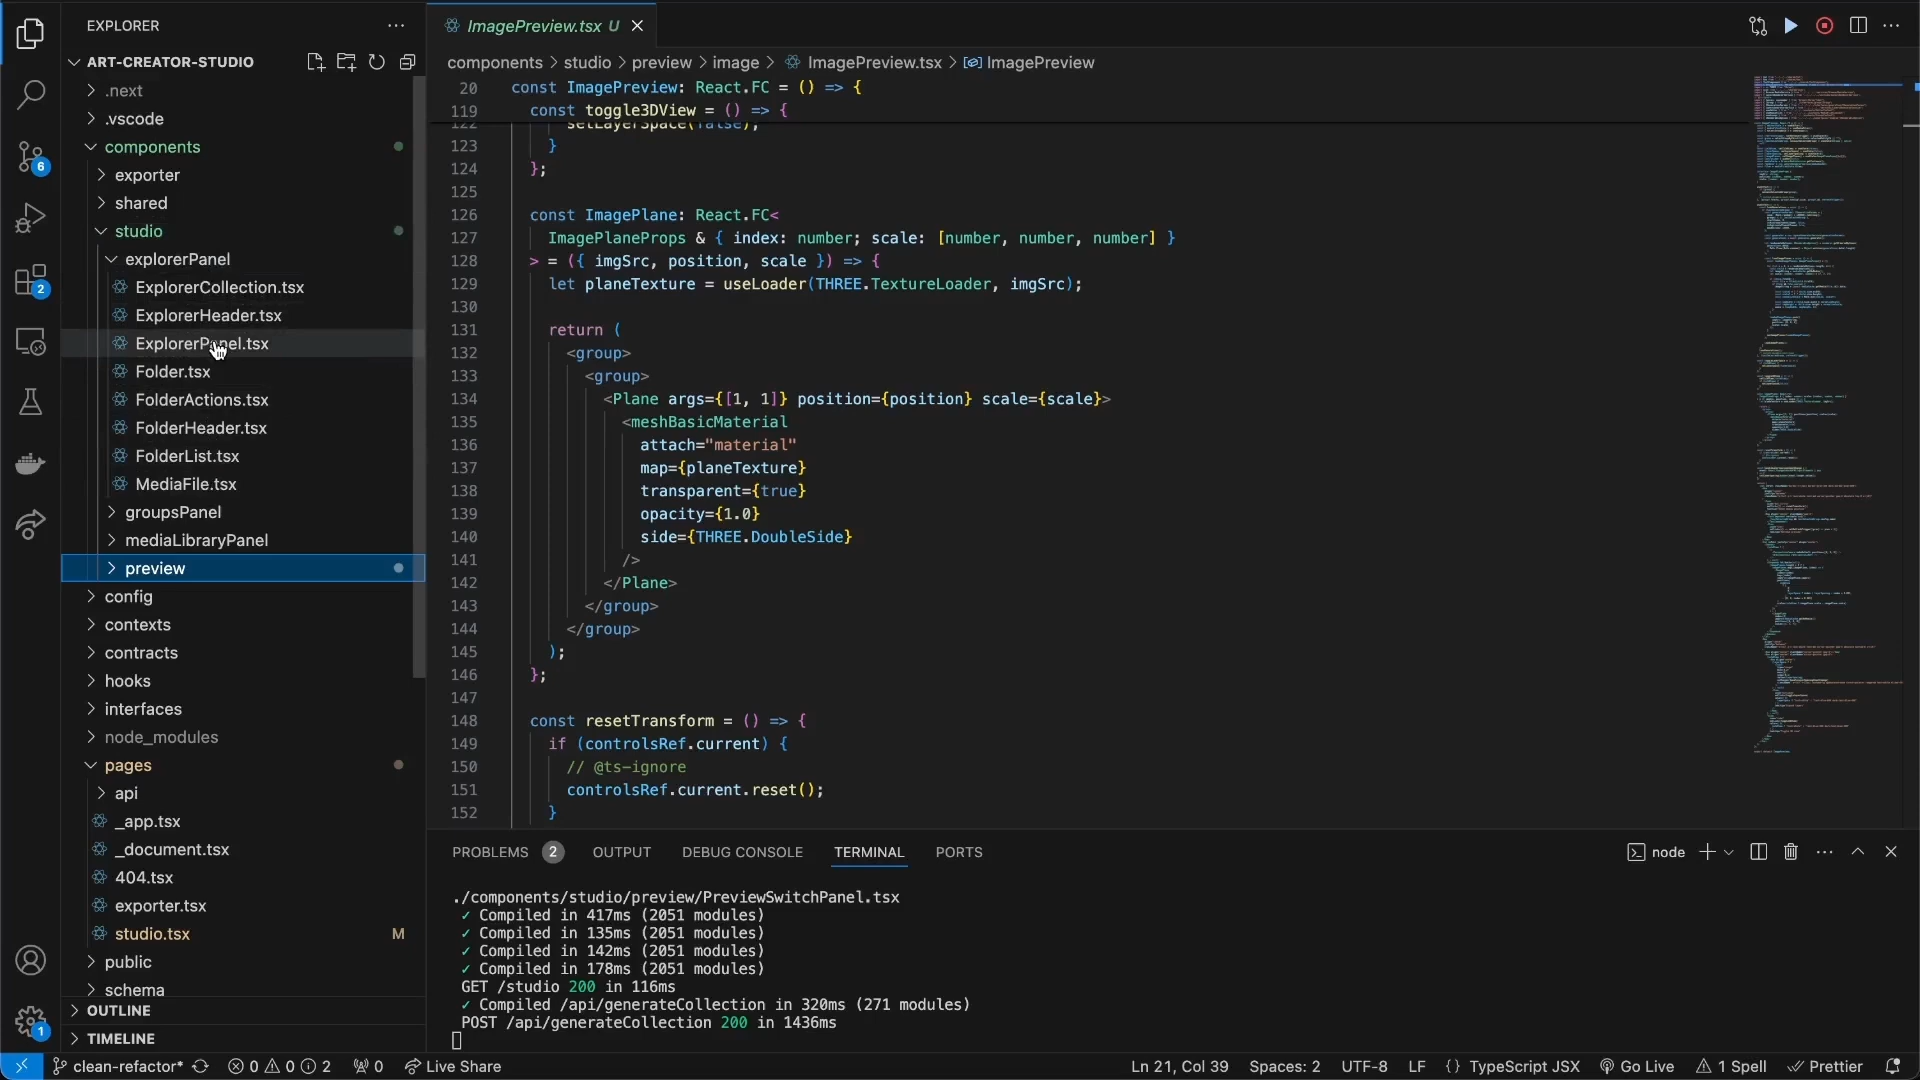 EXPLORER
ART-CREATOR-STUDIO
.next
.vscode
components
exporter
shared
studio
explorerPanel
ExplorerCollection.tsx
ExplorerHeader.tsx
ExplorerPanel.tsx
Folder.tsx
FolderActions.tsx
FolderHeader.tsx
FolderList.tsx
MediaFile.tsx
groupsPanel
mediaLibraryPanel
preview
config
contexts
contracts
hooks
interfaces
node_modules
pages
api
_app.tsx
_document.tsx
404.tsx
exporter.tsx
studio.tsx M
public
schema
OUTLINE
TIMELINE
6
2
1
ImagePreview.tsx U
components > studio > preview > image > ImagePreview.tsx > ImagePreview
20 const ImagePreview: React.FC = () => {
119 const toggle3DView = () => {
122 setLayerSpace(false);
123 }
124 };
125
126 const ImagePlane: React.FC<
127 ImagePlaneProps & { index: number; scale: [number, number, number] }
128 > = ({ imgSrc, position, scale }) => {
129 let planeTexture = useLoader(THREE.TextureLoader, imgSrc);
130
131 return (
132 <group>
133 <group>
134 <Plane args={[1, 1]} position={position} scale={scale}>
135 <meshBasicMaterial
136 attach="material"
137 map={planeTexture}
138 transparent={true}
139 opacity={1.0}
140 side={THREE.DoubleSide}
141 />
142 </Plane>
143 </group>
144 </group>
145 );
146 };
147
148 const resetTransform = () => {
149 if (controlsRef.current) {
150 // @ts-ignore
151 controlsRef.current.reset();
152 }
PROBLEMS 2 OUTPUT DEBUG CONSOLE TERMINAL PORTS
node
./components/studio/preview/PreviewSwitchPanel.tsx
✓ Compiled in 417ms (2051 modules)
✓ Compiled in 135ms (2051 modules)
✓ Compiled in 142ms (2051 modules)
✓ Compiled in 178ms (2051 modules)
GET /studio 200 in 116ms
✓ Compiled /api/generateCollection in 320ms (271 modules)
POST /api/generateCollection 200 in 1436ms
clean-refactor* 0 0 2 0 Live Share Ln 21, Col 39 Spaces: 2 UTF-8 LF {} TypeScript JSX Go Live 1 Spell Prettier